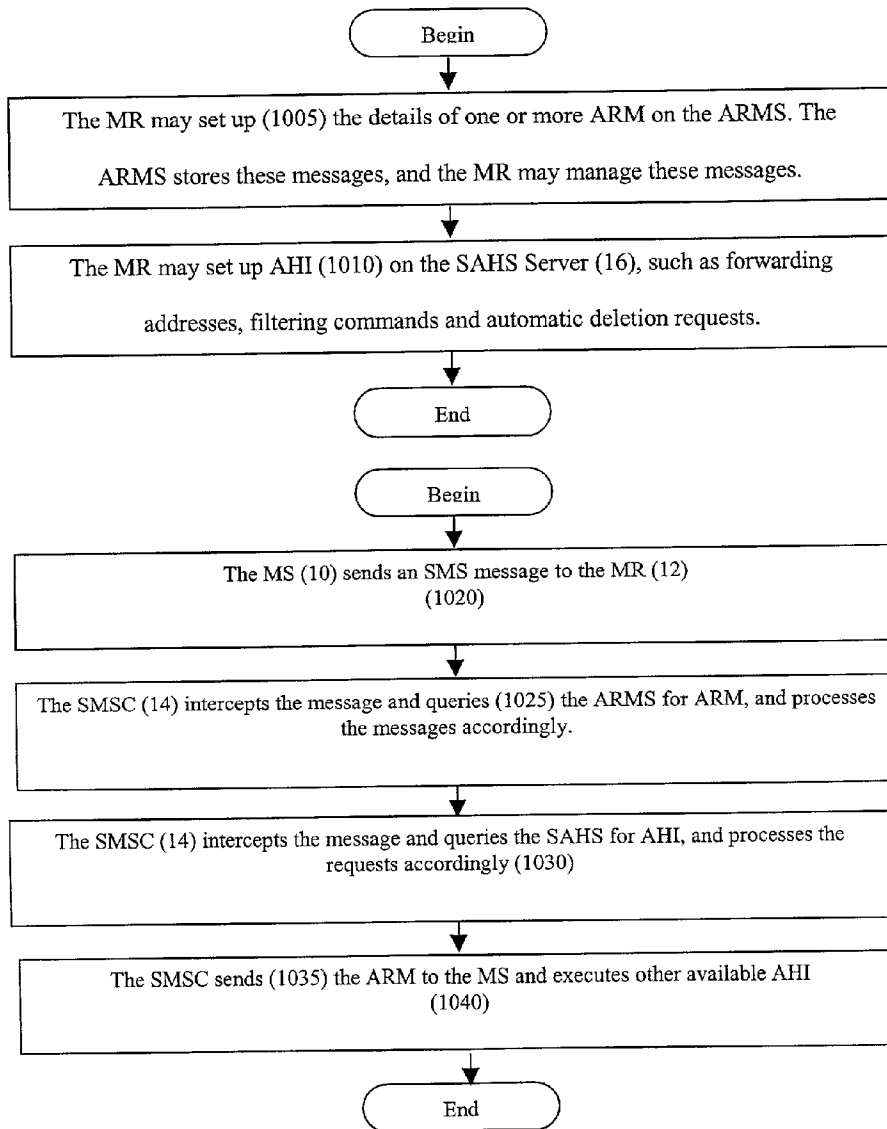 Begin
The MR may set up (1005) the details of one or more ARM on the ARMS. The
ARMS stores these messages, and the MR may manage these messages.
The MR may set up AHI (1010) on the SAHS Server (16), such as forwarding
addresses, filtering commands and automatic deletion requests.
End
Begin
The MS (10) sends an SMS message to the MR (12)
(1020)
The SMSC (14) intercepts the message and queries (1025) the ARMS for ARM, and processes
the messages accordingly.
The SMSC (14) intercepts the message and queries the SAHS for AHI, and processes the
requests accordingly (1030)
The SMSC sends (1035) the ARM to the MS and executes other available AHI
(1040)
End